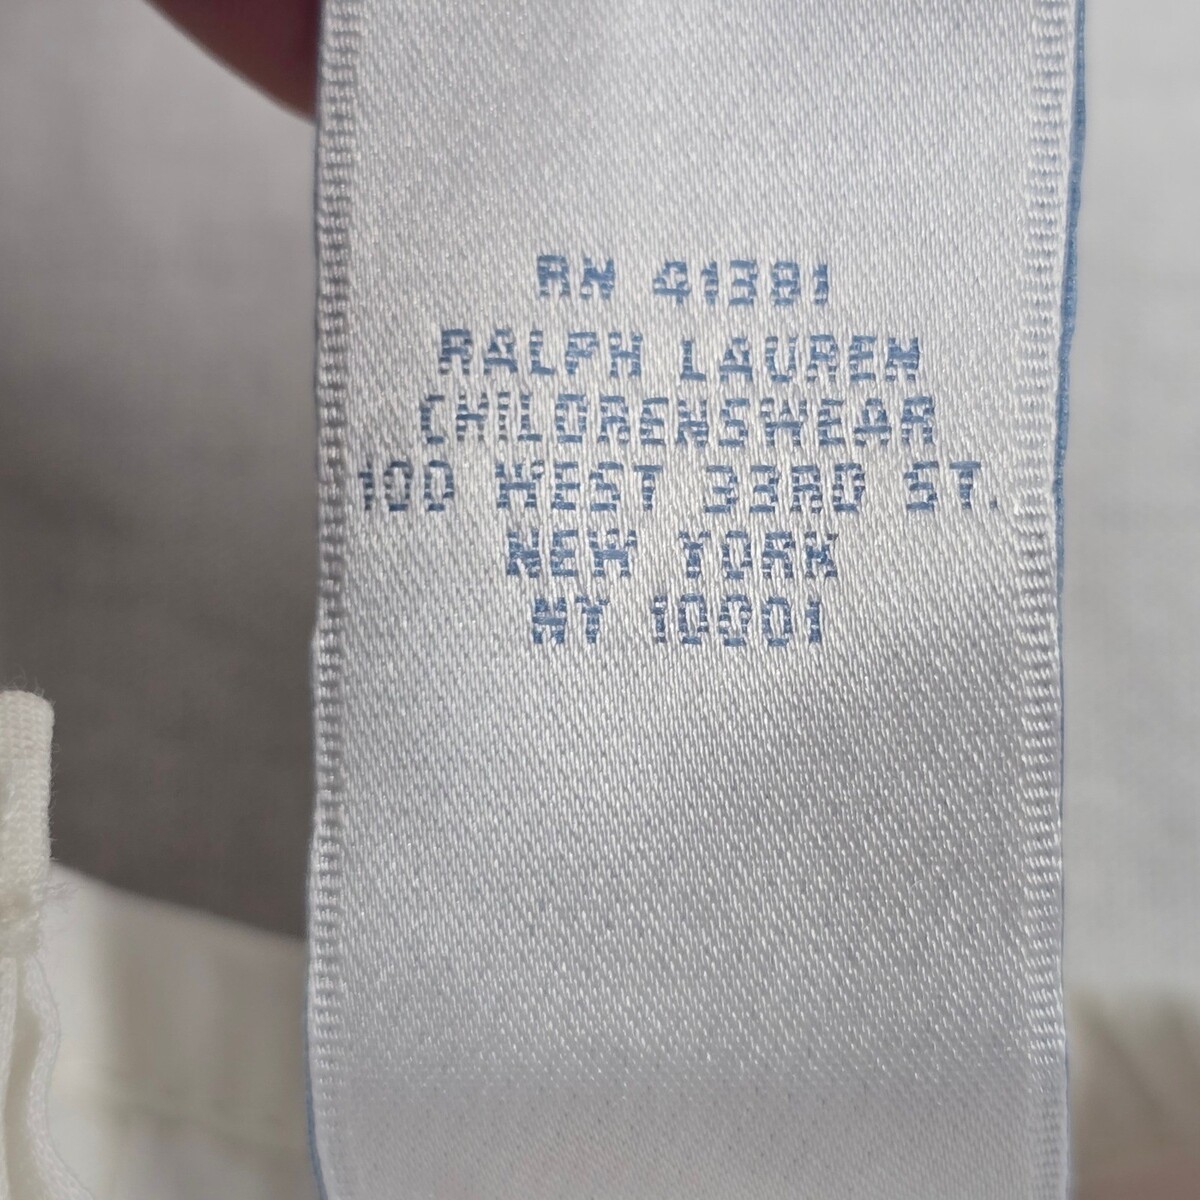 RN 41381
RALPH LAUREN
CHILDRENSWEAR
100 WEST 33RD ST.
NEW YORK
NY 10001